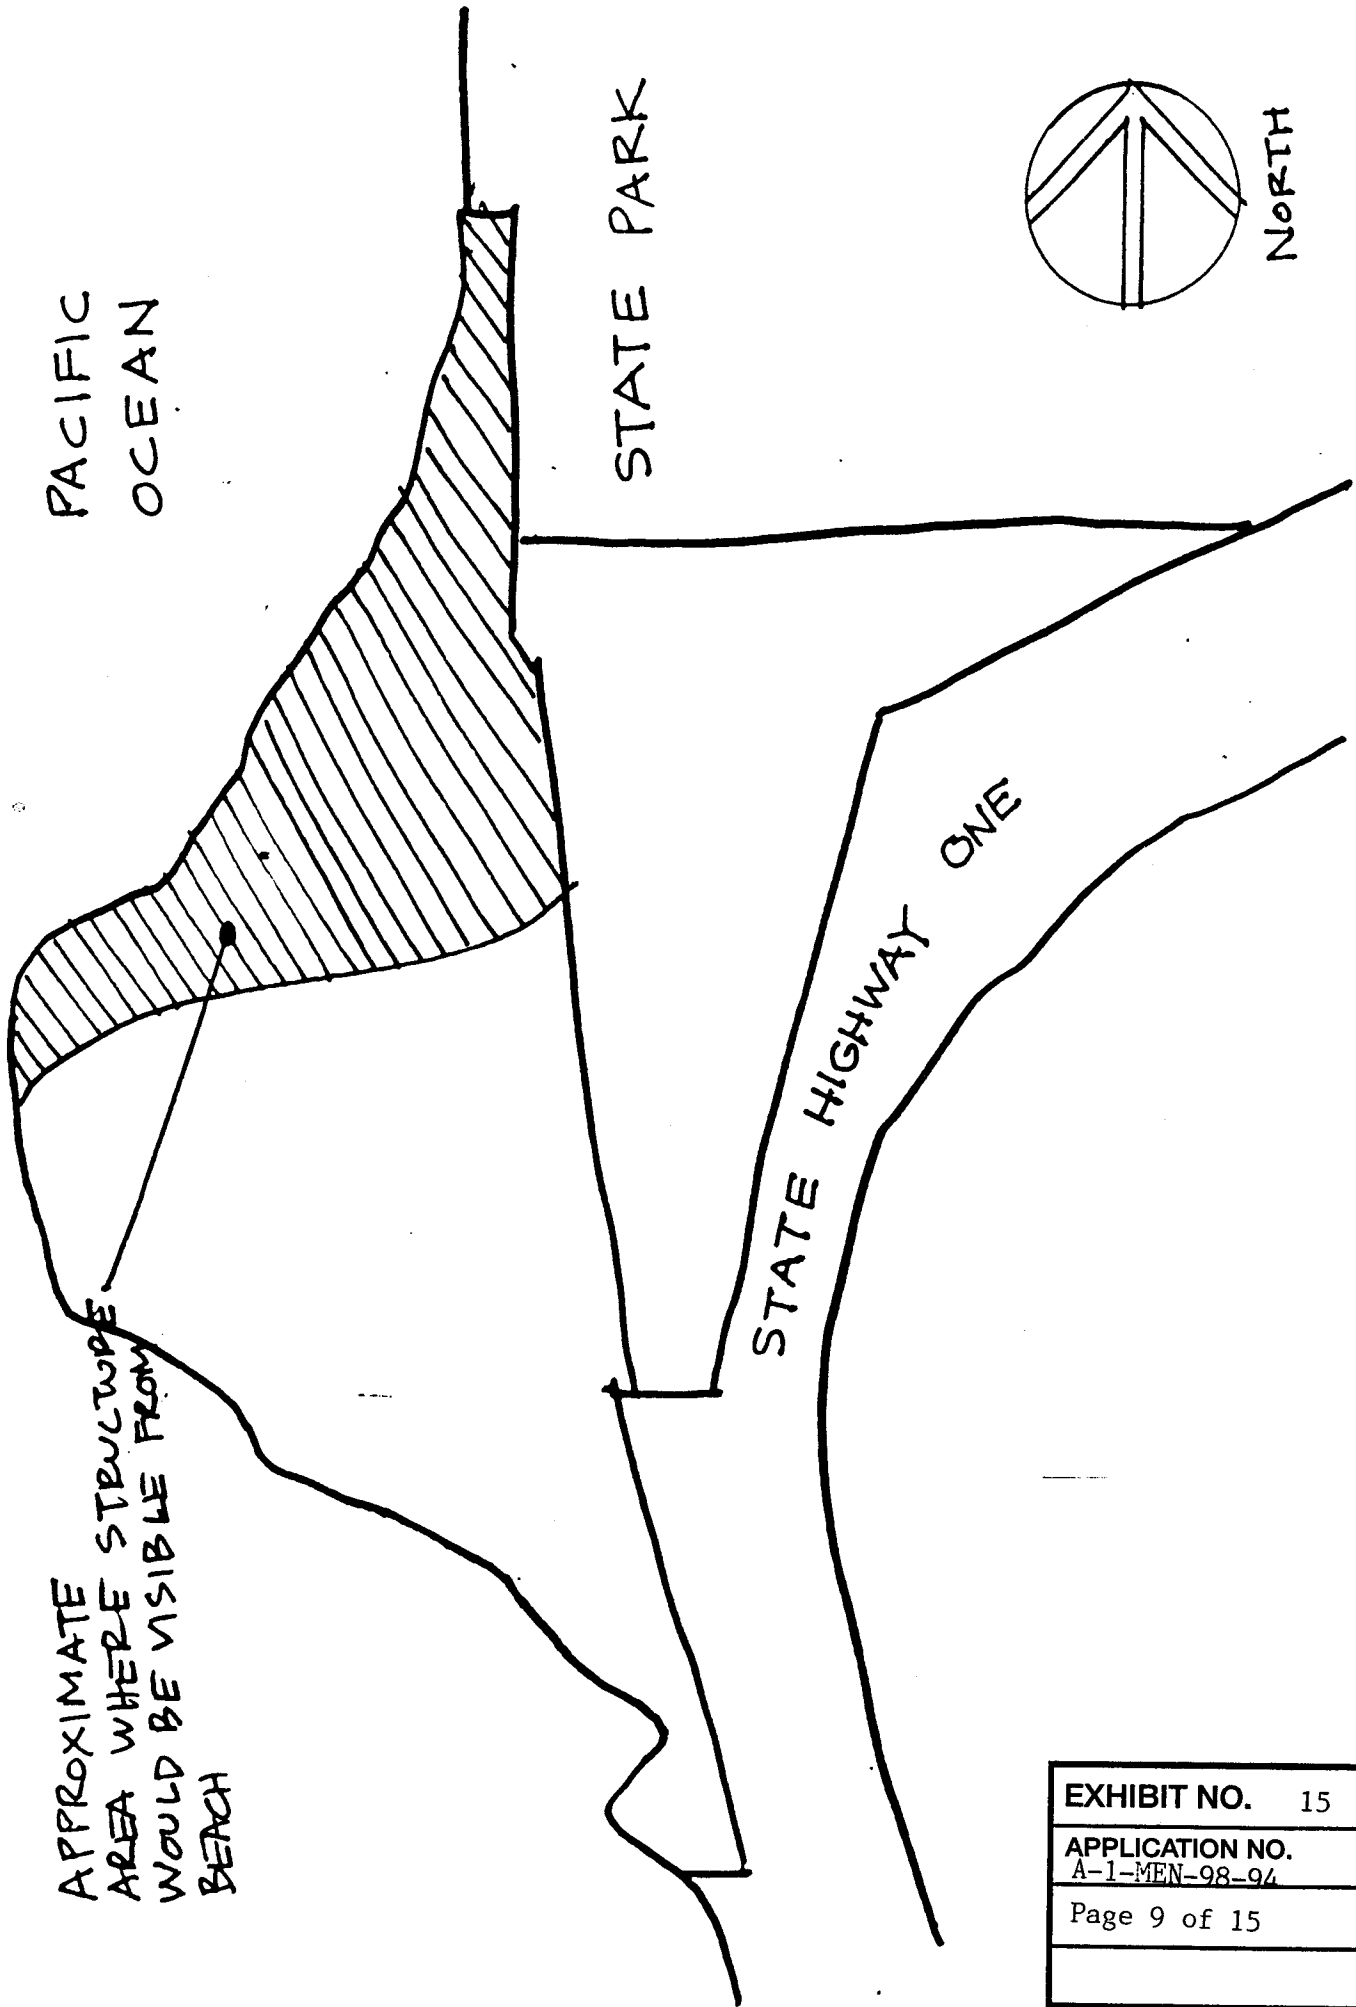 APPROXIMATE
AREA WHERE STRUCTURE
WOULD BE VISIBLE FROM
BEACH
PACIFIC
OCEAN
STATE PARK
STATE HIGHWAY ONE
NORTH
EXHIBIT NO. 15
APPLICATION NO.
A-1-MEN-98-94
Page 9 of 15